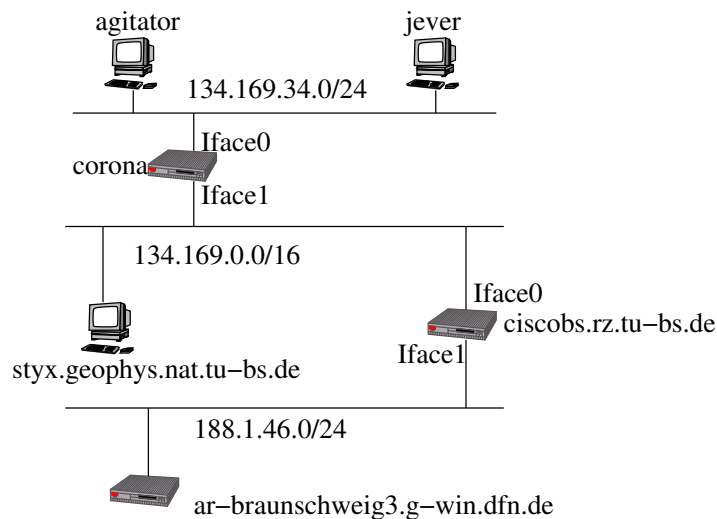 agitator
jever
134.169.34.0/24
Iface0
corona
Iface1
134.169.0.0/16
Iface0
ciscobs.rz.tu−bs.de
Iface1
styx.geophys.nat.tu−bs.de
188.1.46.0/24
ar−braunschweig3.g−win.dfn.de